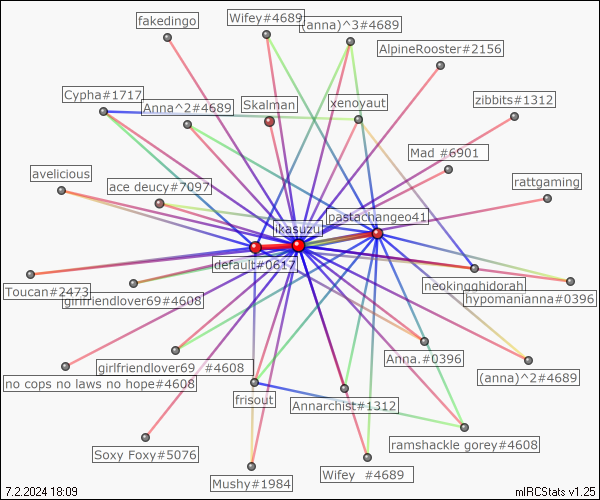 fakedingo
Wifey#4689
(anna)^3#4689
AlpineRooster#2156
Cypha#1717
Anna^2#4689
Skalman
xenoyaut
zibbits#1312
Mad #6901
avelicious
ace deucy#7097
rattgaming
ikasuzu
pastachangeo41
default#0617
Toucan#2473
girlfriendlover69#4608
neokingghidorah
hypomanianna#0396
no cops no laws no hope#4608
girlfriendlover69 #4608
Anna.#0396
(anna)^2#4689
frisout
Annarchist#1312
Soxy Foxy#5076
ramshackle gorey#4608
Mushy#1984
Wifey #4689
7.2.2024 18:09
mIRCStats v1.25